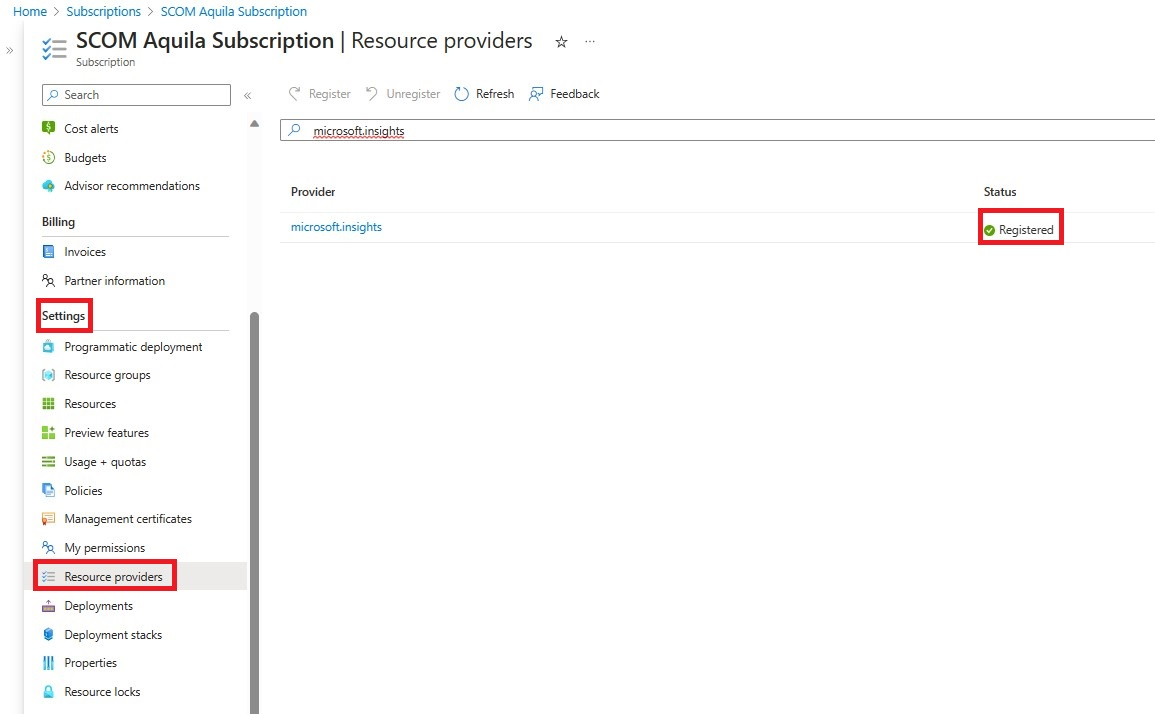 Home > Subscriptions > SCOM Aquila Subscription
»
SCOM Aquila Subscription | Resource providers ☆ ...
Subscription
Search «
Register Unregister Refresh Feedback
microsoft.insights
Cost alerts
Budgets
Advisor recommendations
Billing
Invoices
Partner information
Settings
Programmatic deployment
Resource groups
Resources
Preview features
Usage + quotas
Policies
Management certificates
My permissions
Resource providers
Deployments
Deployment stacks
Properties
Resource locks
Provider Status
microsoft.insights Registered